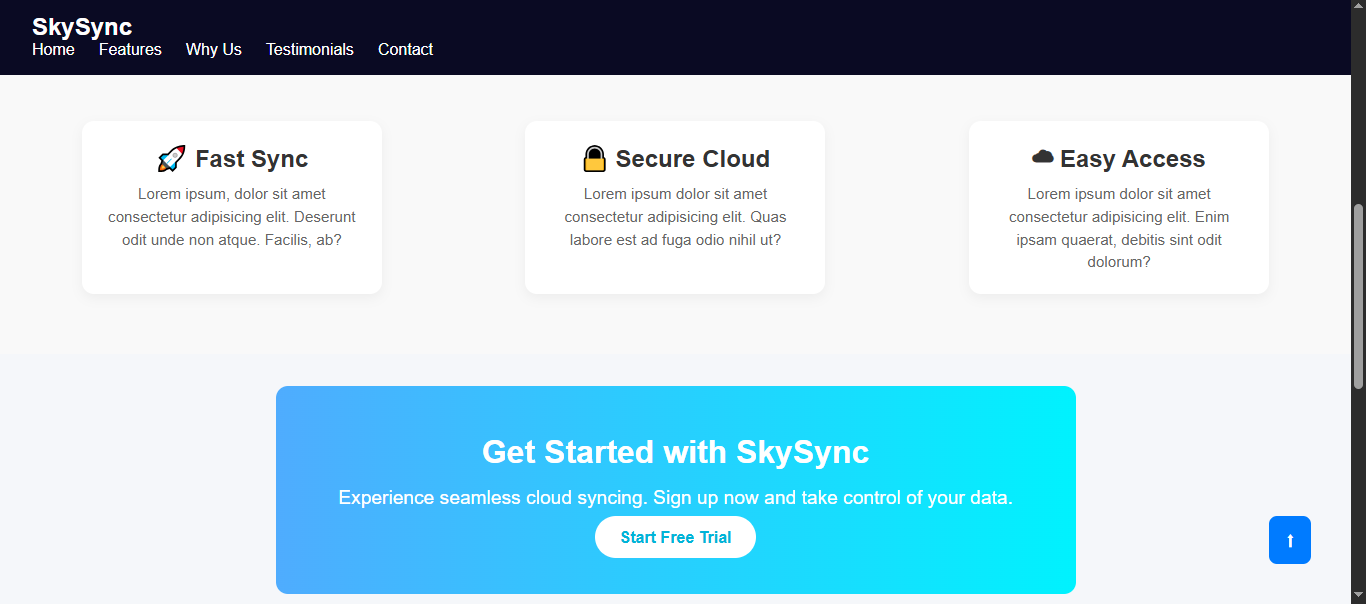 SkySync
Home Features Why Us Testimonials Contact
🚀 Fast Sync
Lorem ipsum, dolor sit amet
consectetur adipisicing elit. Deserunt
odit unde non atque. Facilis, ab?
🔒 Secure Cloud
Lorem ipsum dolor sit amet
consectetur adipisicing elit. Quas
labore est ad fuga odio nihil ut?
☁ Easy Access
Lorem ipsum dolor sit amet
consectetur adipisicing elit. Enim
ipsam quaerat, debitis sint odit
dolorum?
Get Started with SkySync
Experience seamless cloud syncing. Sign up now and take control of your data.
Start Free Trial
↑